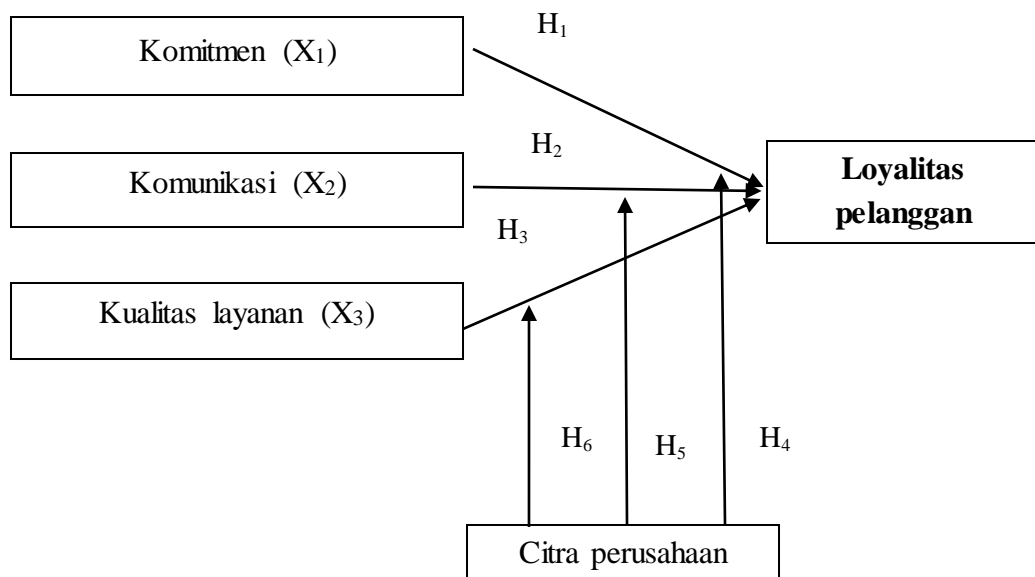 H₁
Komitmen (X₁)
H₂
Komunikasi (X₂)
Loyalitas
pelanggan
H₃
Kualitas layanan (X₃)
H₆
H₅
H₄
Citra perusahaan